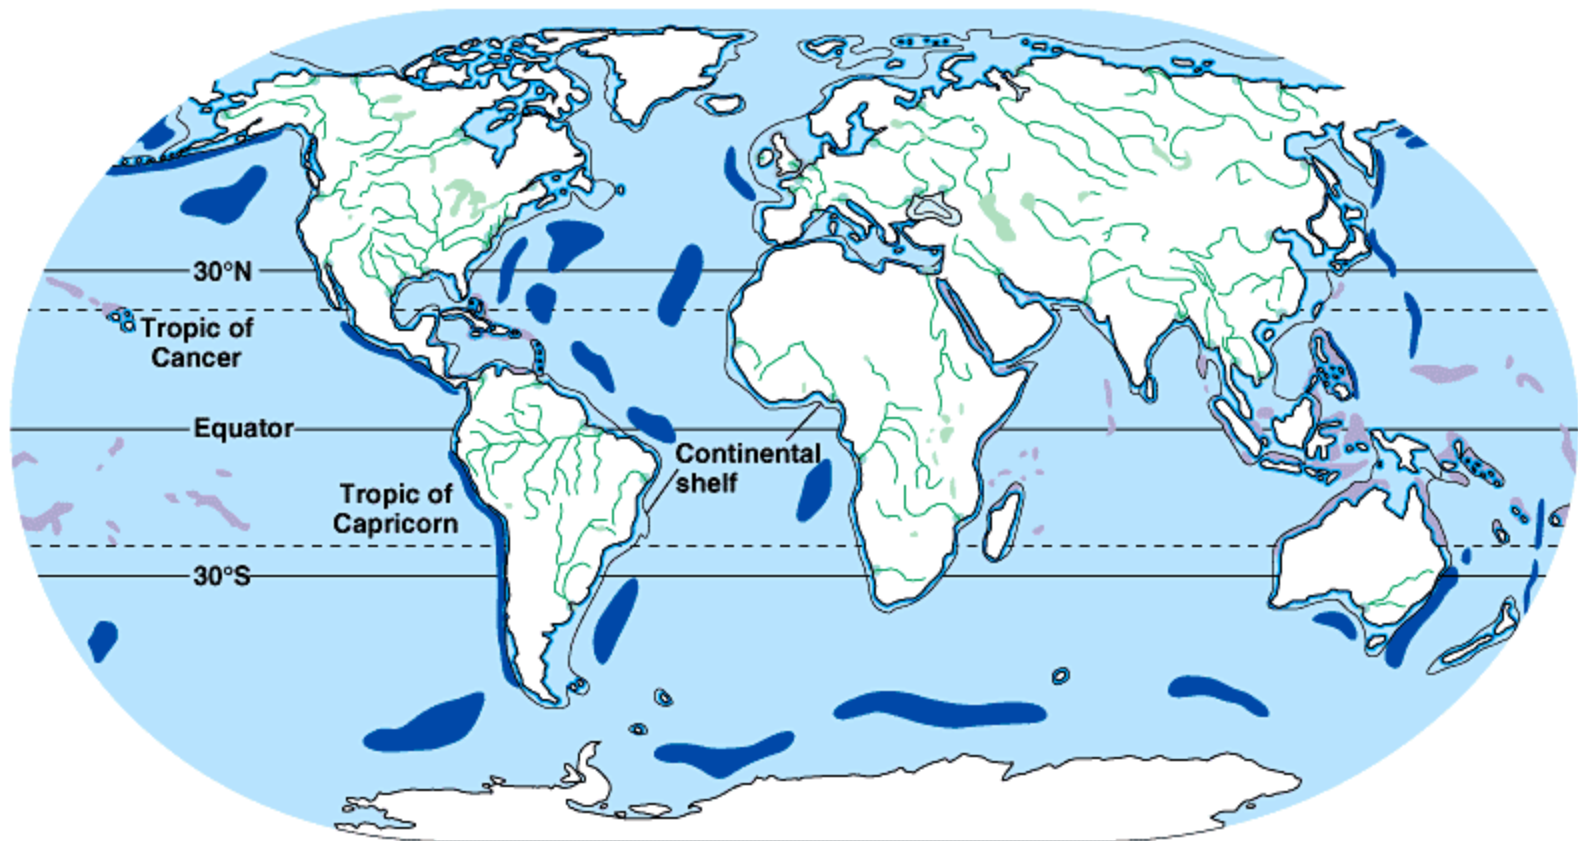 30°N
Tropic of
Cancer
Equator
Continental
shelf
Tropic of
Capricorn
30°S